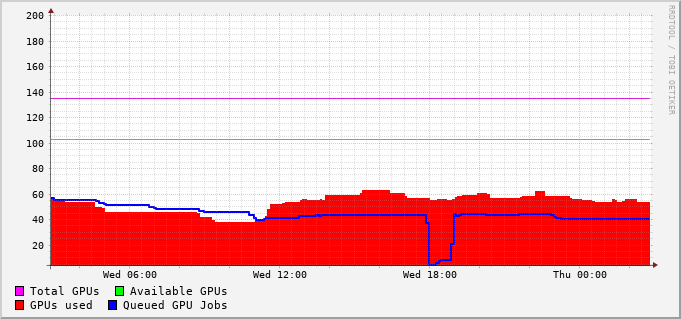 200
180
160
140
120
100
80
60
40
20
Wed 06:00 Wed 12:00 Wed 18:00 Thu 00:00
Total GPUs Available GPUs
GPUs used Queued GPU Jobs
RRDTOOL / TOBI OETIKER